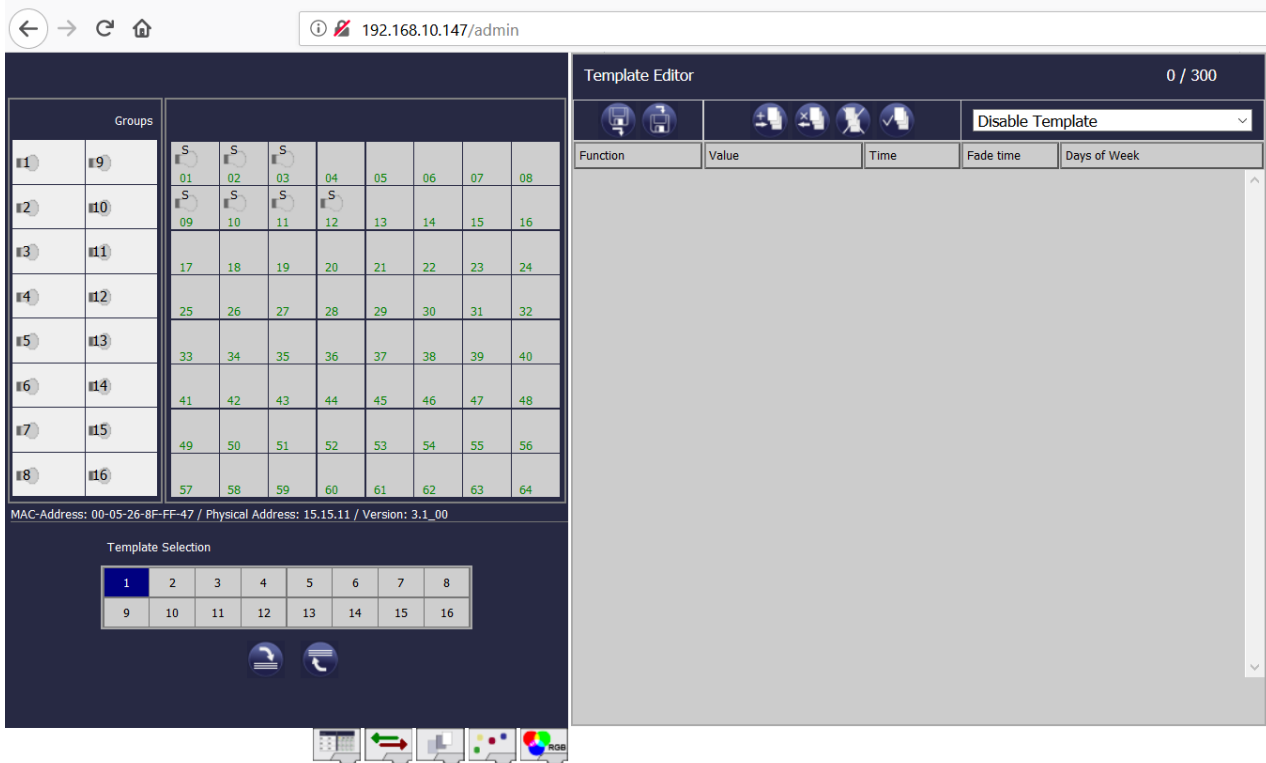 192.168.10.147/admin
Template Editor 0 / 300
Groups
Disable Template
Function Value Time Fade time Days of Week
1 9 S S S
01 02 03 04 05 06 07 08
2 10 S S S S
09 10 11 12 13 14 15 16
3 11
17 18 19 20 21 22 23 24
4 12
25 26 27 28 29 30 31 32
5 13
33 34 35 36 37 38 39 40
6 14
41 42 43 44 45 46 47 48
7 15
49 50 51 52 53 54 55 56
8 16
57 58 59 60 61 62 63 64
MAC-Address: 00-05-26-8F-FF-47 / Physical Address: 15.15.11 / Version: 3.1_00
Template Selection
1 2 3 4 5 6 7 8
9 10 11 12 13 14 15 16
RGB